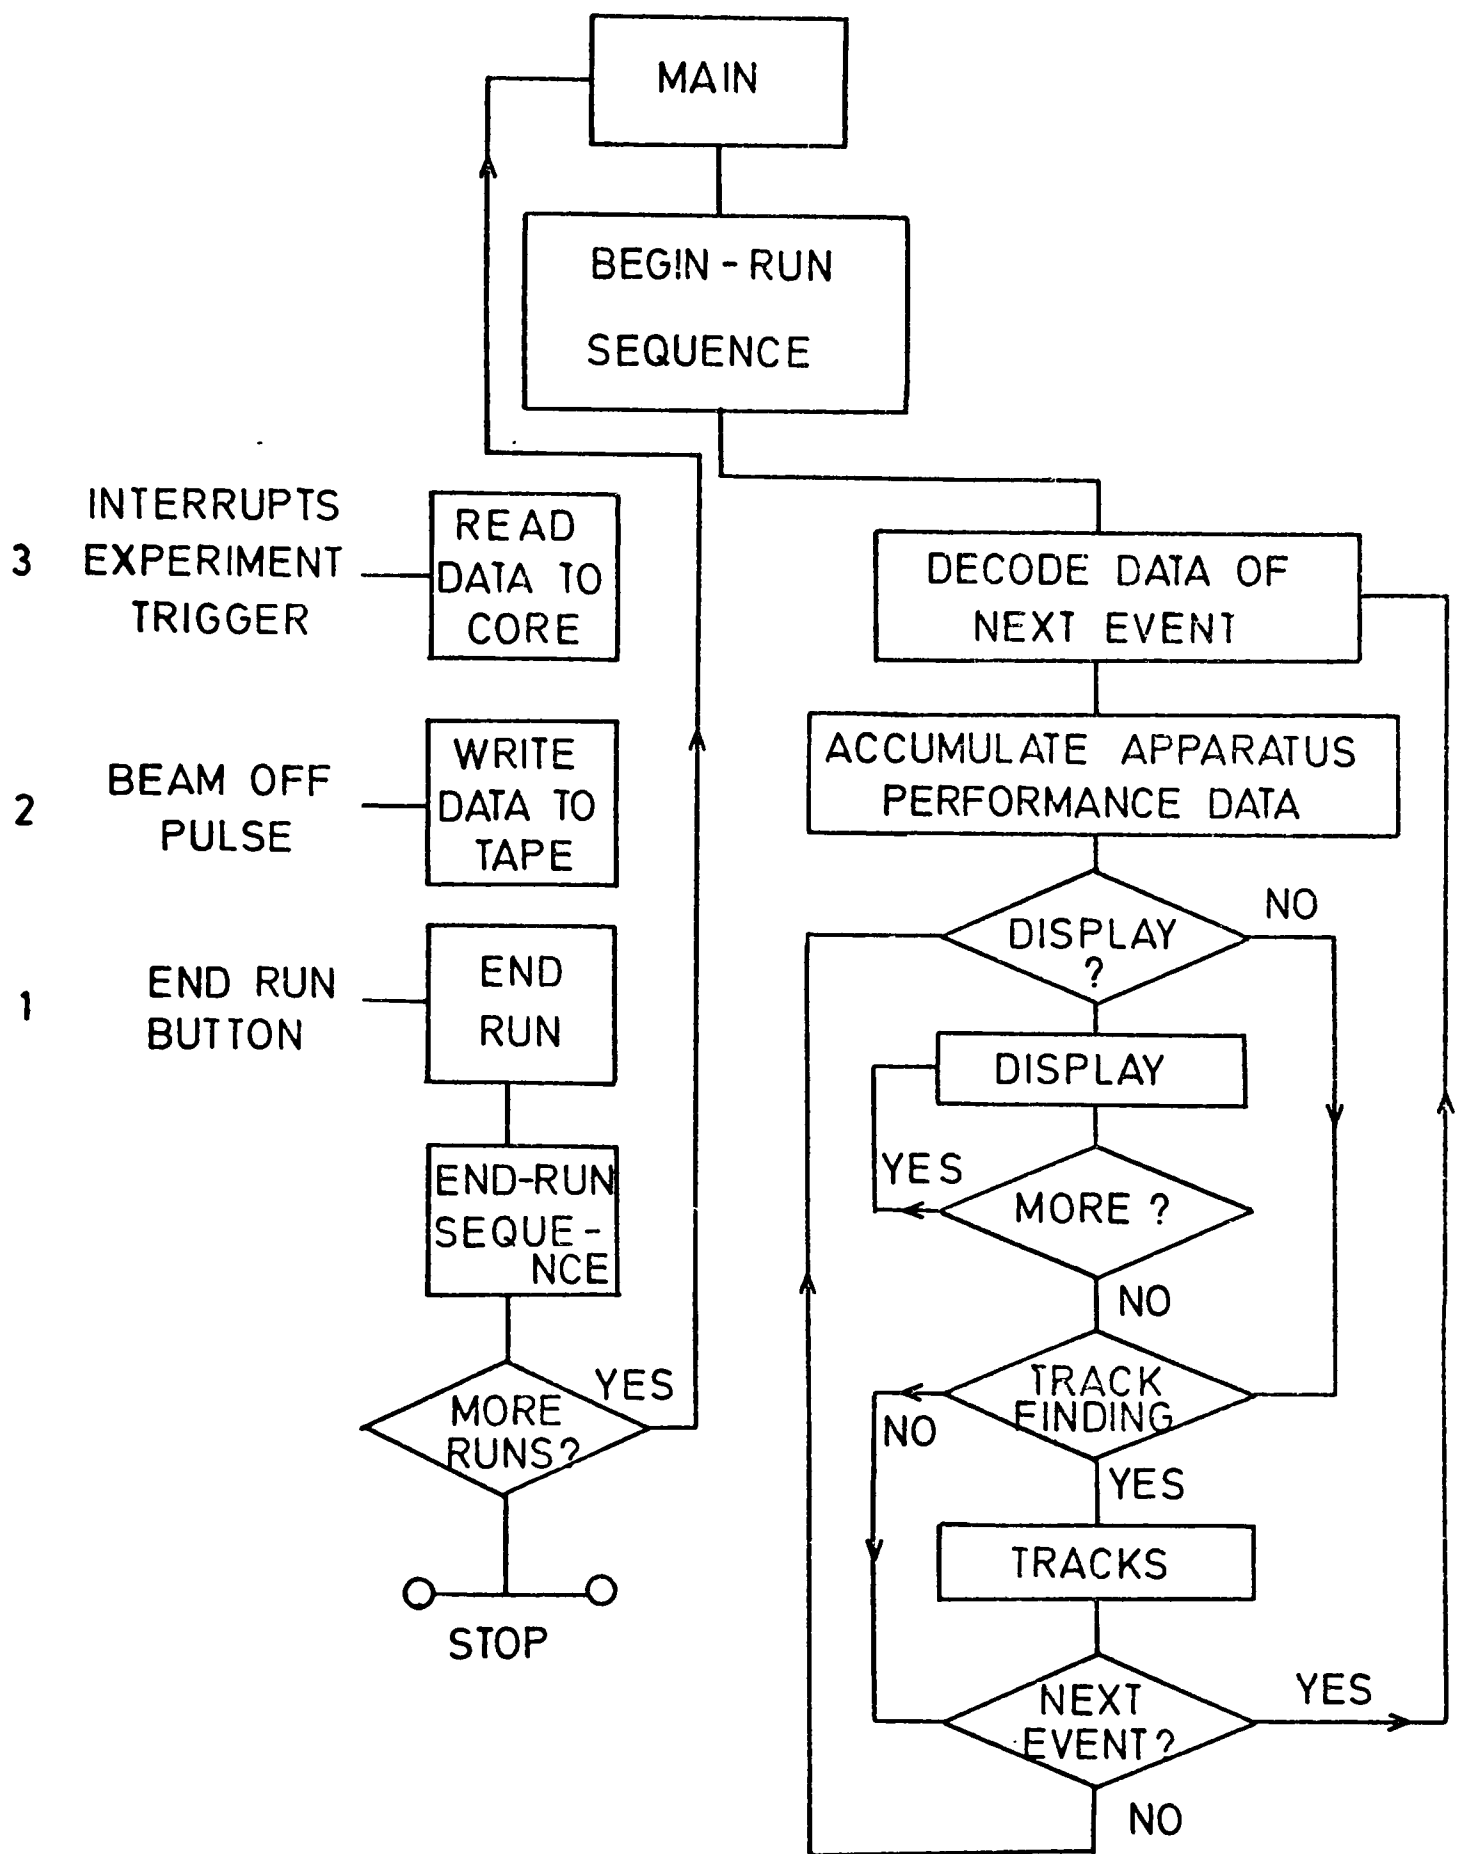 MAIN
BEGIN-RUN
SEQUENCE
INTERRUPTS
3 EXPERIMENT
TRIGGER
READ
DATA TO
CORE
2 BEAM OFF
PULSE
WRITE
DATA TO
TAPE
1 END RUN
BUTTON
END
RUN
END-RUN
SEQUE-
NCE
MORE
RUNS?
YES
STOP
DECODE DATA OF
NEXT EVENT
ACCUMULATE APPARATUS
PERFORMANCE DATA
DISPLAY
?
NO
DISPLAY
YES
MORE ?
NO
TRACK
FINDING
NO
YES
TRACKS
NEXT
EVENT?
YES
NO